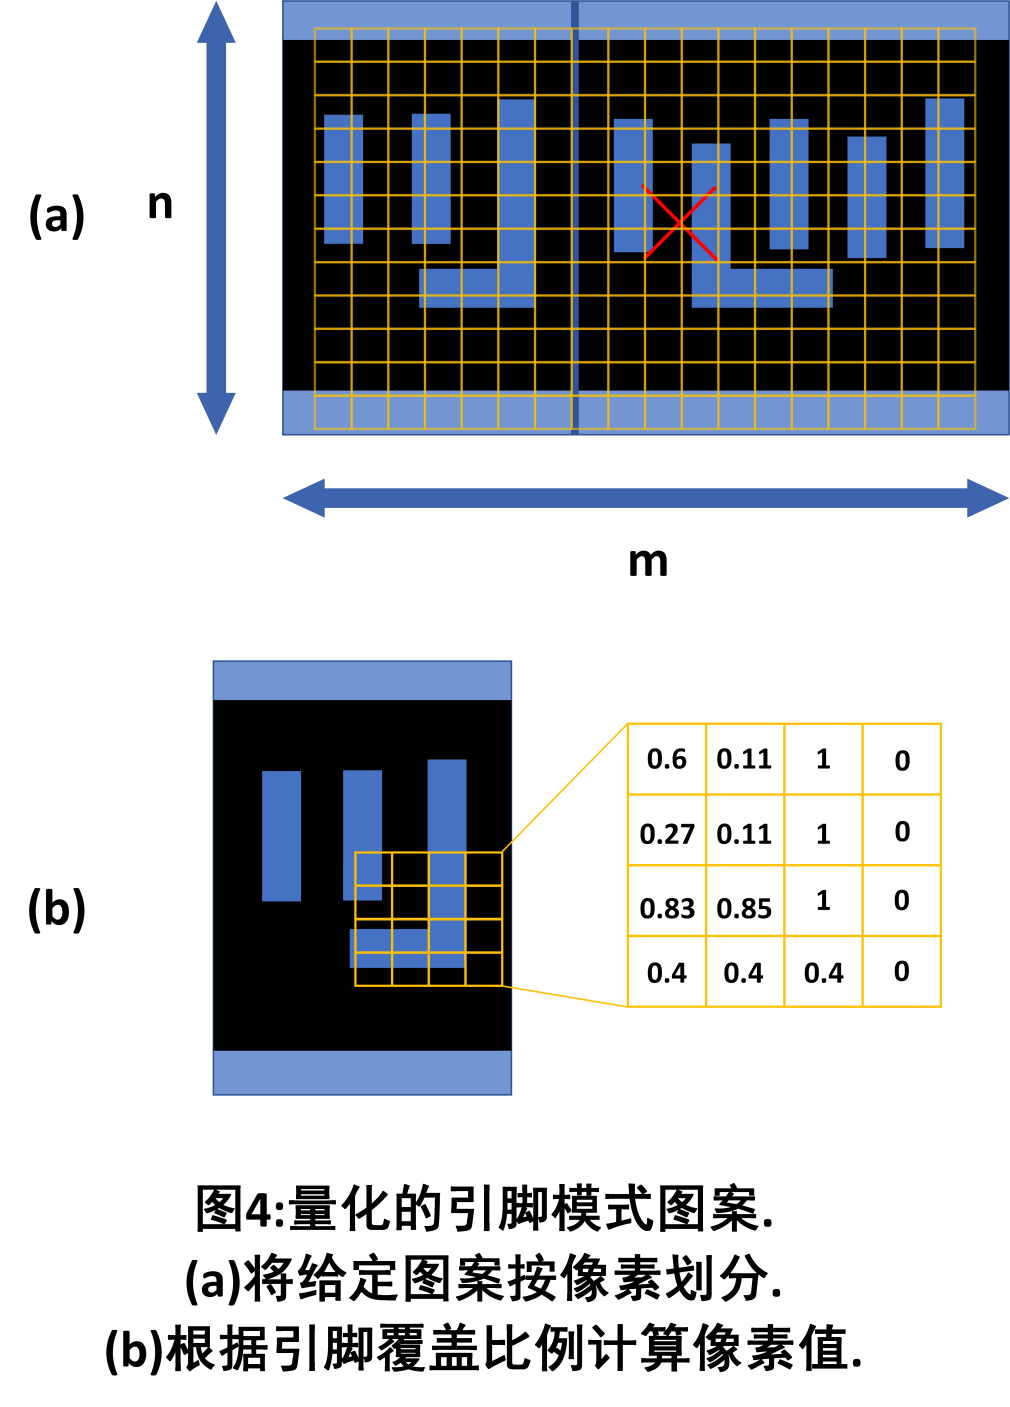 (a)
n
m
(b)
0.6 0.11 1 0
0.27 0.11 1 0
0.83 0.85 1 0
0.4 0.4 0.4 0
图4:量化的引脚模式图案.
(a)将给定图案按像素划分.
(b)根据引脚覆盖比例计算像素值.